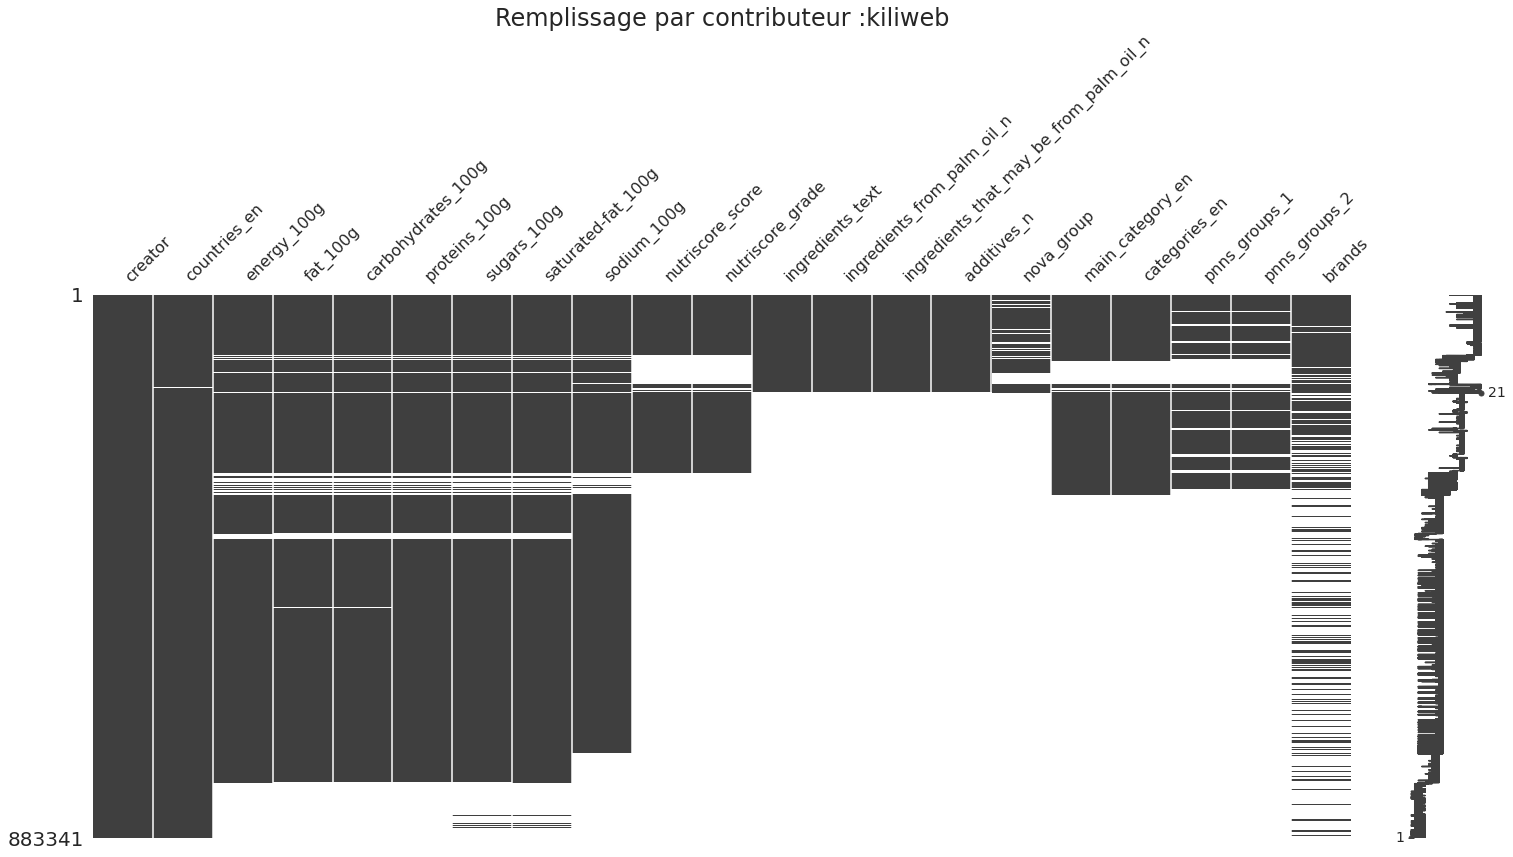 Remplissage par contributeur :kiliweb
creator
countries_en
energy_100g
fat_100g
carbohydrates_100g
proteins_100g
sugars_100g
saturated-fat_100g
sodium_100g
nutriscore_score
nutriscore_grade
ingredients_text
ingredients_from_palm_oil_n
ingredients_that_may_be_from_palm_oil_n
additives_n
nova_group
main_category_en
categories_en
pnns_groups_1
pnns_groups_2
brands
1
21
883341
1